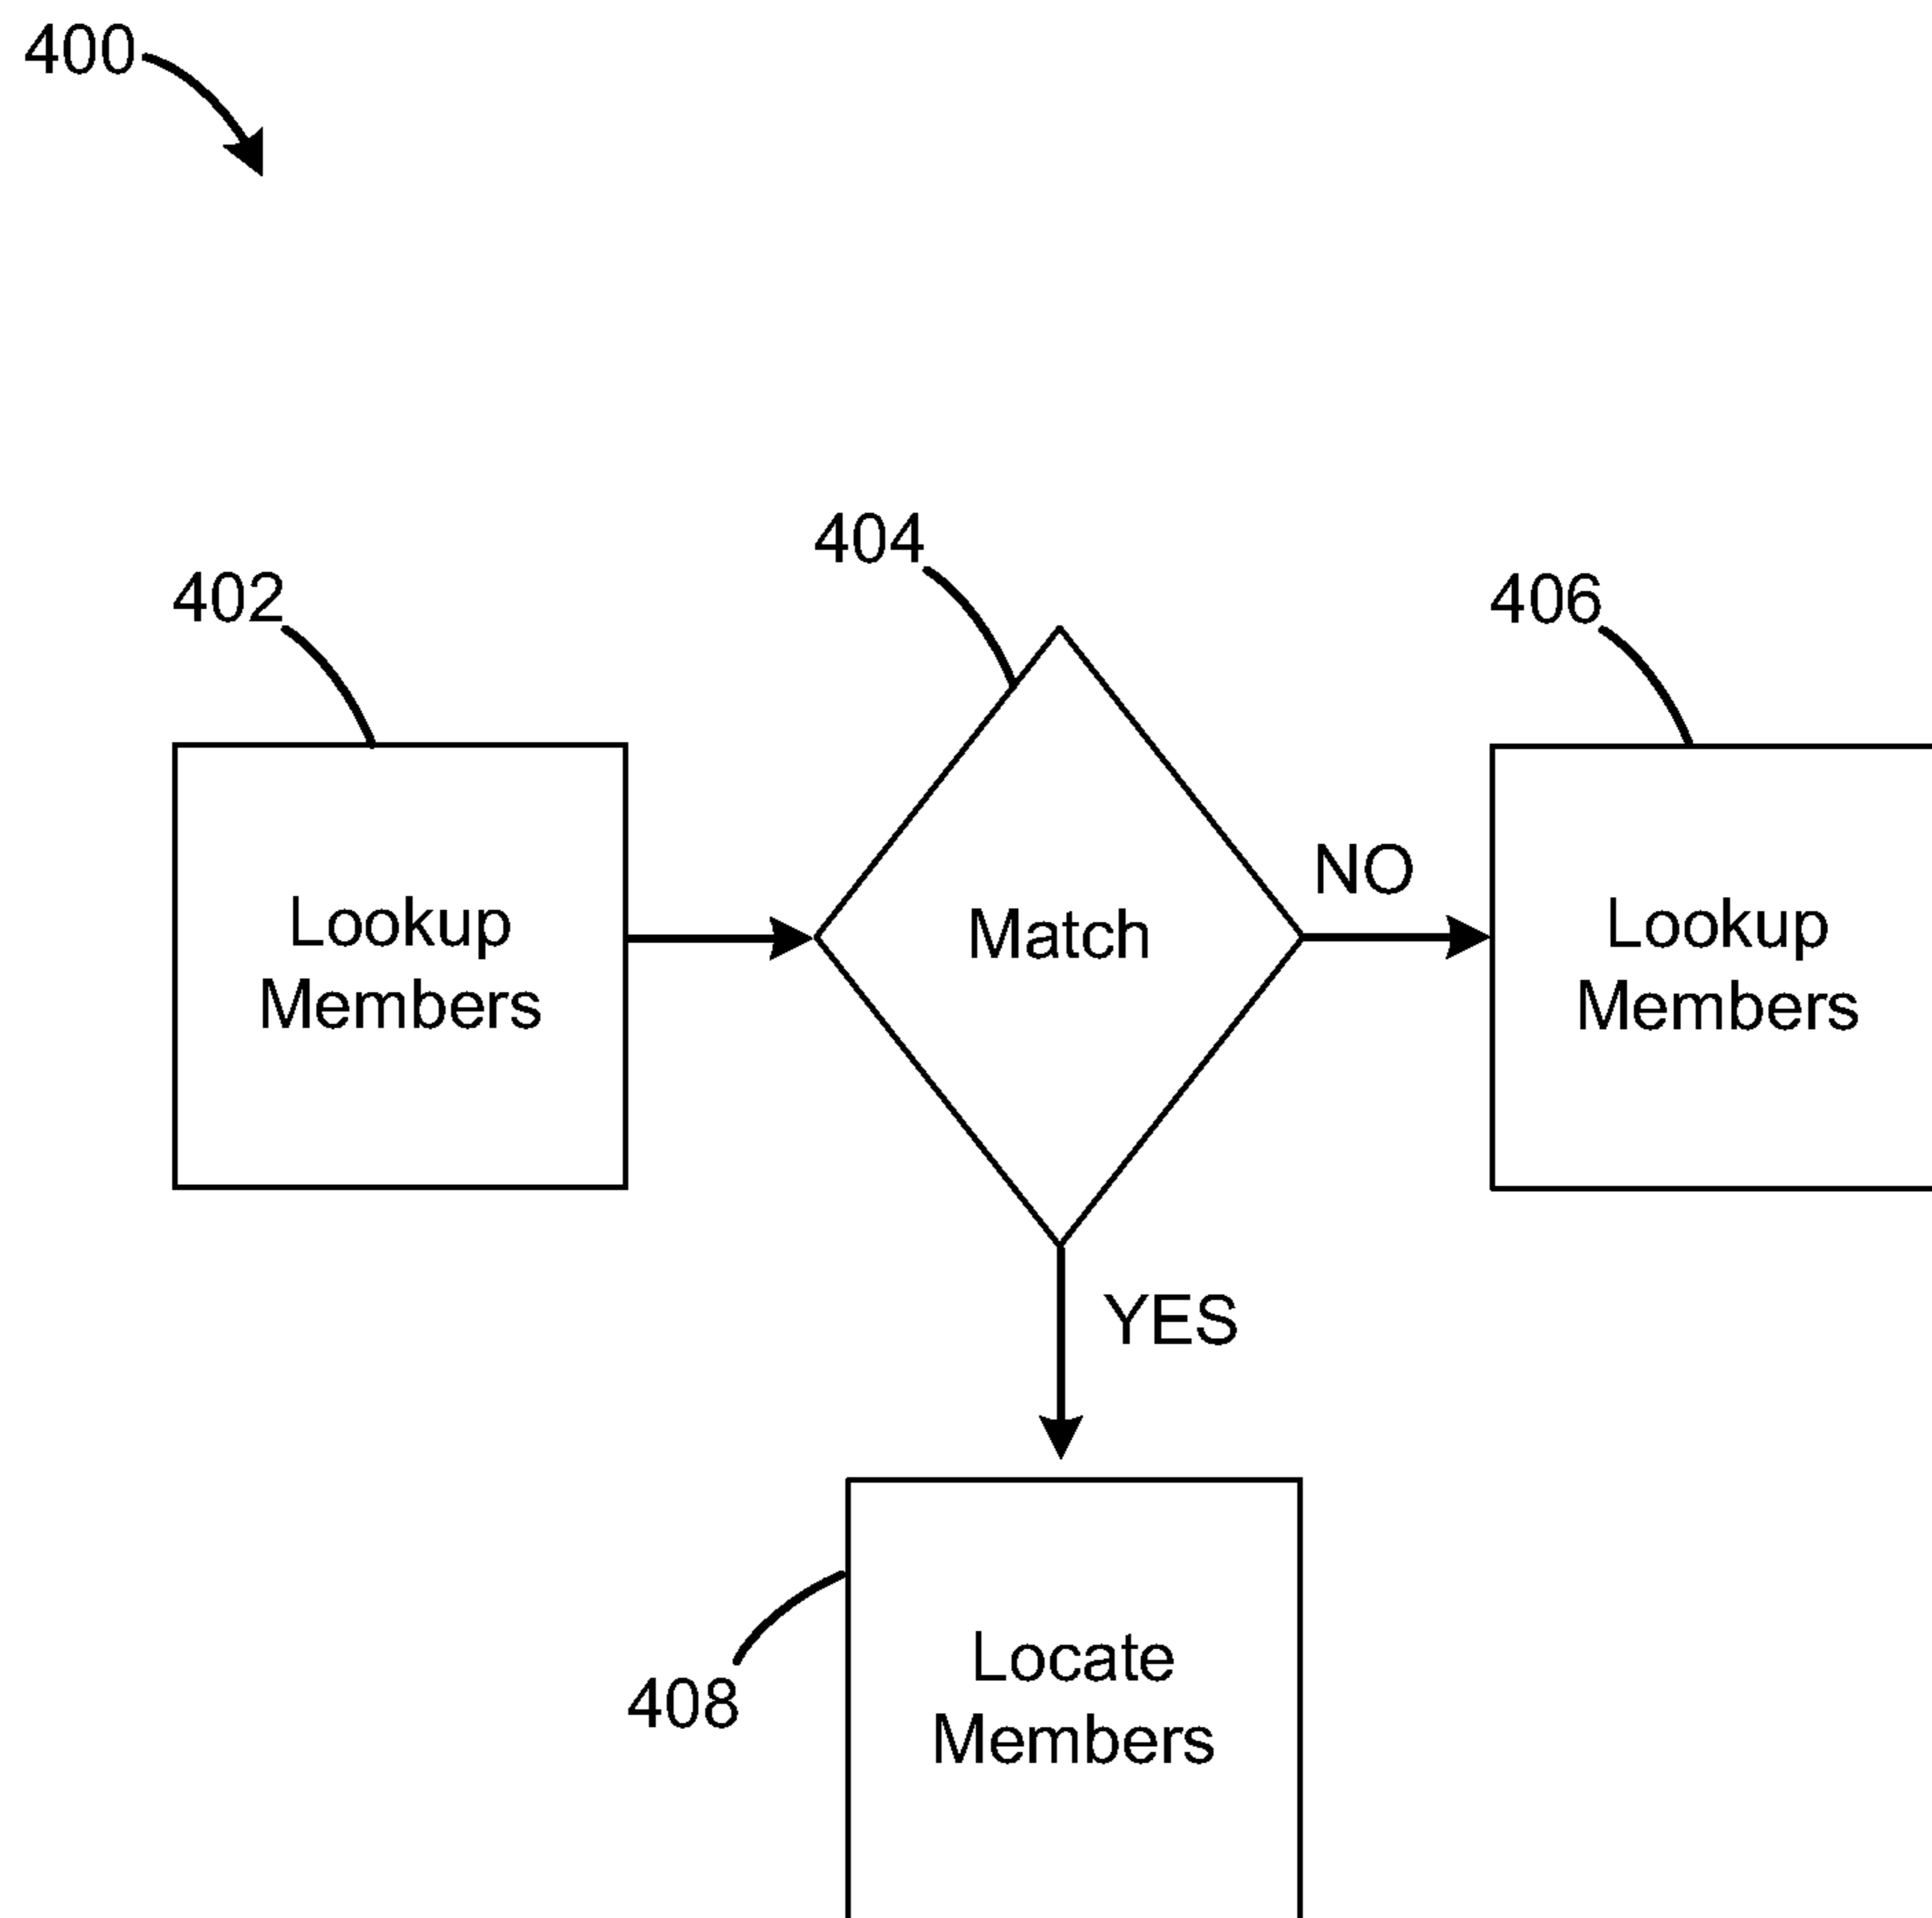 400
404
402
406
Lookup
Members
Match
NO
Lookup
Members
YES
408
Locate
Members